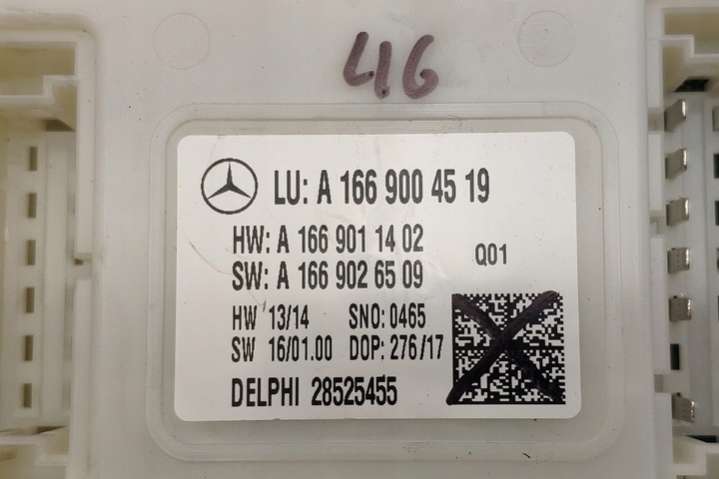 46
LU: A 166 900 45 19
HW: A 166 901 14 02
SW: A 166 902 65 09
Q01
HW 13/14 SNO: 0465
SW 16/01.00 DOP: 276/17
DELPHI 28525455